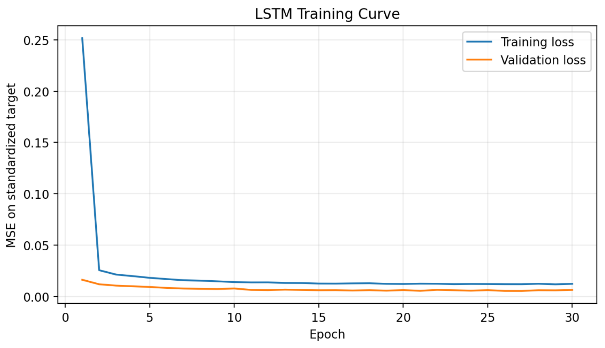 LSTM Training Curve
Training loss
Validation loss
MSE on standardized target
0.25
0.20
0.15
0.10
0.05
0.00
0 5 10 15 20 25 30
Epoch